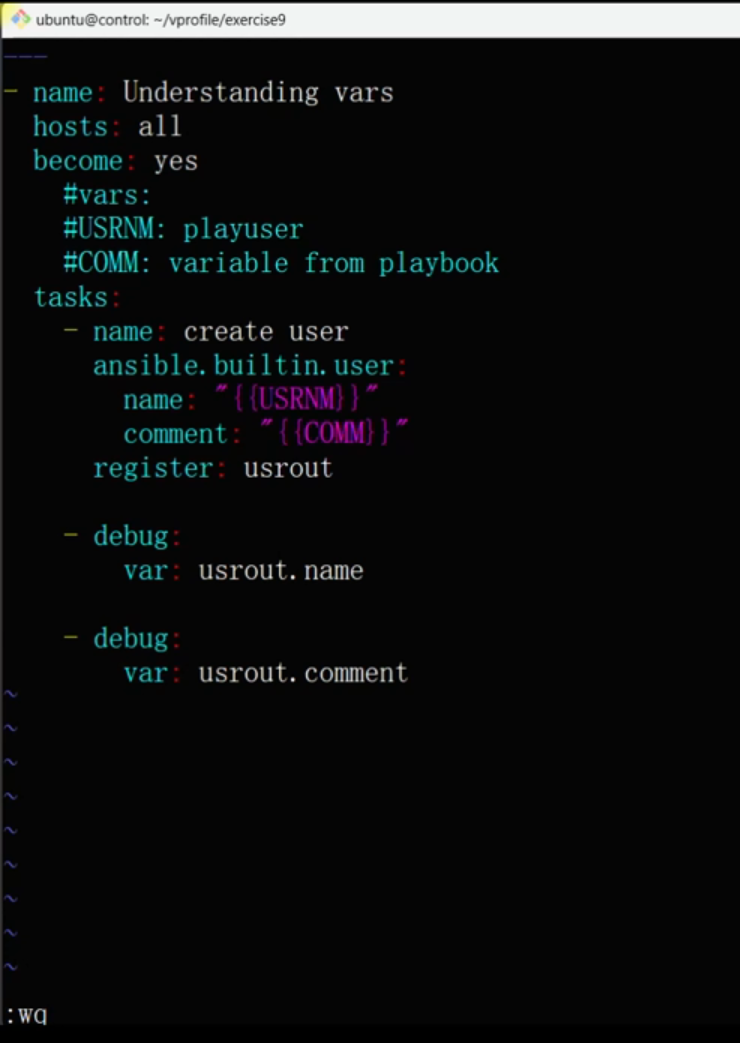 ubuntu@control: ~/vprofile/exercise9
---
- name: Understanding vars
  hosts: all
  become: yes
    #vars:
    #USRNM: playuser
    #COMM: variable from playbook
  tasks:
    - name: create user
      ansible.builtin.user:
        name: "{{USRNM}}"
        comment: "{{COMM}}"
      register: usrout

    - debug:
        var: usrout.name

    - debug:
        var: usrout.comment
~
~
~
~
~
~
~
~
~
:wq